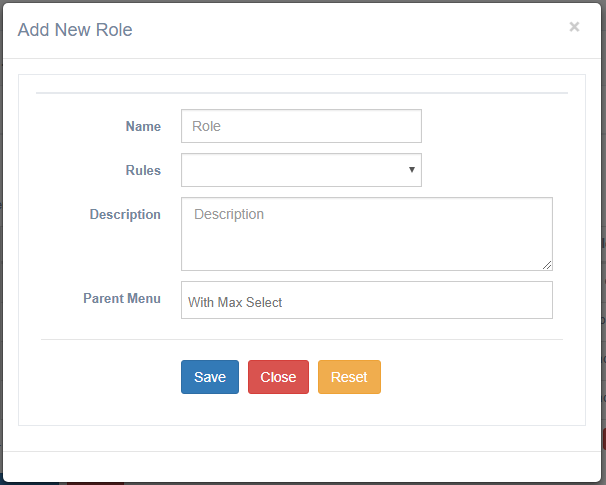 Add New Role
×
Name
Role
Rules
Description
Description
Parent Menu
With Max Select
Save
Close
Reset